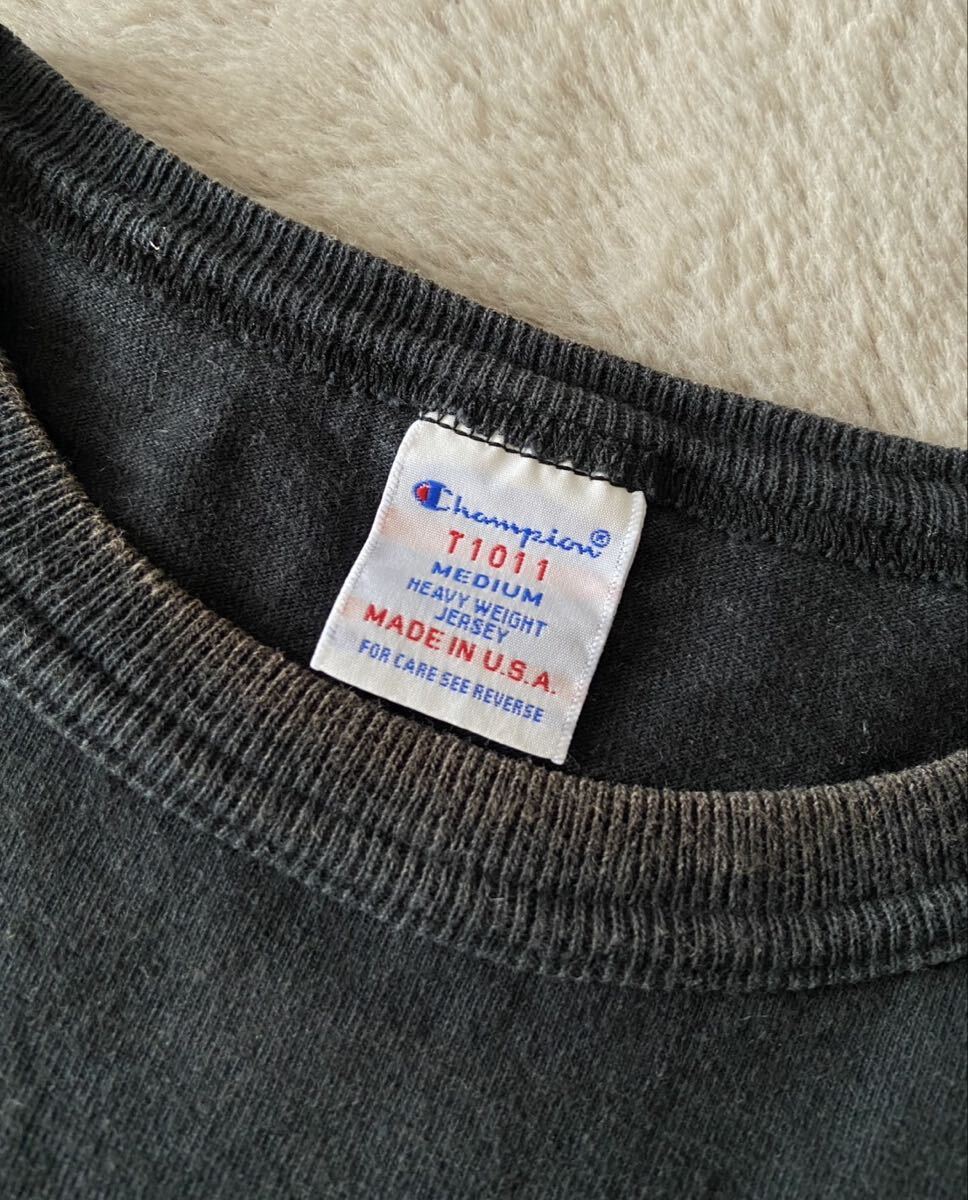 Champion®
T1011
MEDIUM
HEAVY WEIGHT
JERSEY
MADE IN U.S.A.
FOR CARE SEE REVERSE